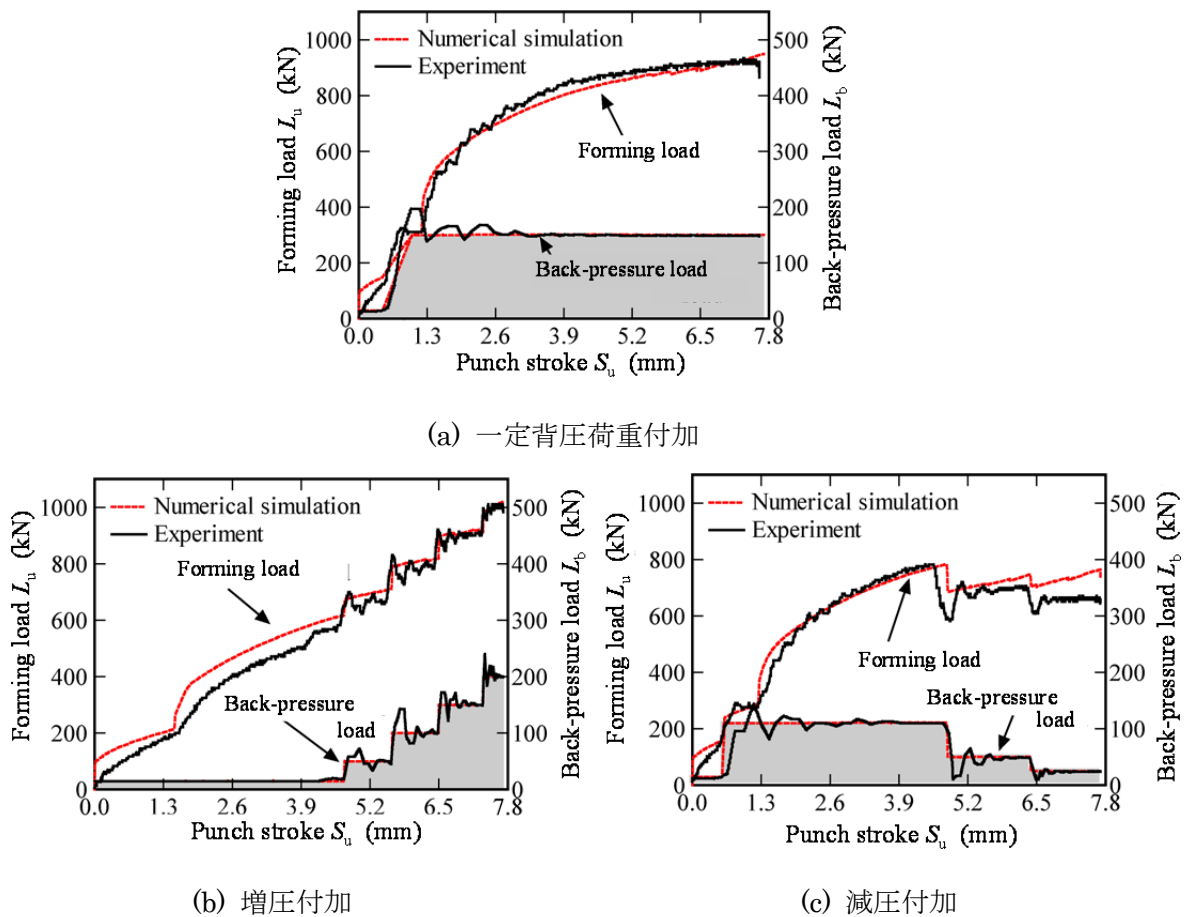 1000
800
600
400
200
0
Forming load Lu (kN)
Numerical simulation
Experiment
Forming load
Back-pressure load
500
400
300
200
100
0
Back-pressure load Lb (kN)
0.0 1.3 2.6 3.9 5.2 6.5 7.8
Punch stroke Su (mm)
(a) 一定背圧荷重付加
1000
800
600
400
200
0
Forming load Lu (kN)
Numerical simulation
Experiment
Forming load
Back-pressure
load
500
400
300
200
100
0
Back-pressure load Lb (kN)
0.0 1.3 2.6 3.9 5.2 6.5 7.8
Punch stroke Su (mm)
(b) 増圧付加
1000
800
600
400
200
0
Forming load Lu (kN)
Numerical simulation
Experiment
Forming load
Back-pressure
load
500
400
300
200
100
0
Back-pressure load Lb (kN)
0.0 1.3 2.6 3.9 5.2 6.5 7.8
Punch stroke Su (mm)
(c) 減圧付加